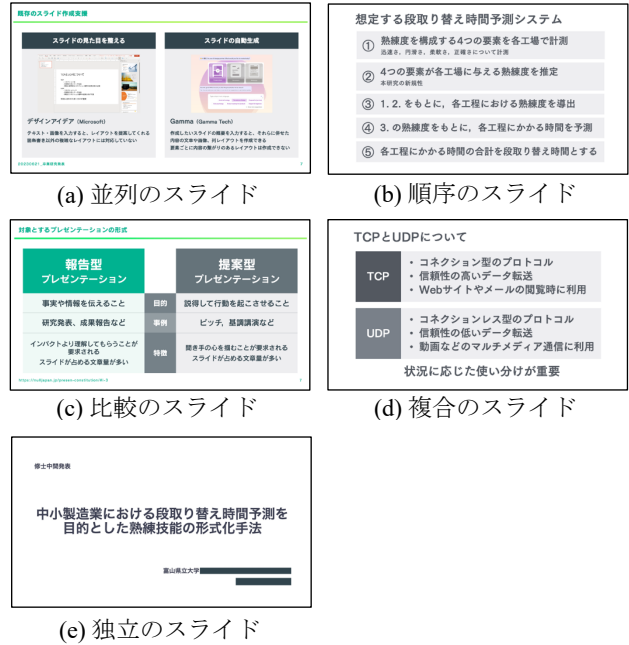 既存のスライド作成支援
スライドの見た目を整える
スライドの自動生成
デザインアイデア (Microsoft)
テキスト・画像を入力すると、レイアウトを提案してくれる
箇条書き以外の複雑なレイアウトには対応していない
Gamma (Gamma Tech)
作成したいスライドの概要を入力すると、それらに併せた
内容の文章や画像、列レイアウトを作成できる
要素ごとに内容の繋がりのあるレイアウトは作成できない
(a) 並列のスライド
想定する段取り替え時間予測システム
① 熟練度を構成する4つの要素を各工場で計測
迅速さ，円滑さ，柔軟さ，正確さについて計測
② 4つの要素が各工場に与える熟練度を推定
本研究の新規性
③ 1. 2. をもとに，各工程における熟練度を導出
④ 3. の熟練度をもとに，各工程にかかる時間を予測
⑤ 各工程にかかる時間の合計を段取り替え時間とする
(b) 順序のスライド
対象とするプレゼンテーションの形式
報告型
プレゼンテーション
提案型
プレゼンテーション
事実や情報を伝えること
目的
説得して行動を起こさせること
研究発表、成果報告など
事例
ピッチ、基調講演など
インパクトより理解してもらうことが
要求される
スライドが占める文章量が多い
特徴
聞き手の心を掴むことが要求される
スライドが占める文章量が少ない
(c) 比較のスライド
TCPとUDPについて
TCP
• コネクション型のプロトコル
• 信頼性の高いデータ転送
• Webサイトやメールの閲覧時に利用
UDP
• コネクションレス型のプロトコル
• 信頼性の低いデータ転送
• 動画などのマルチメディア通信に利用
状況に応じた使い分けが重要
(d) 複合のスライド
修士中間発表
中小製造業における段取り替え時間予測を
目的とした熟練技能の形式化手法
富山県立大学
(e) 独立のスライド